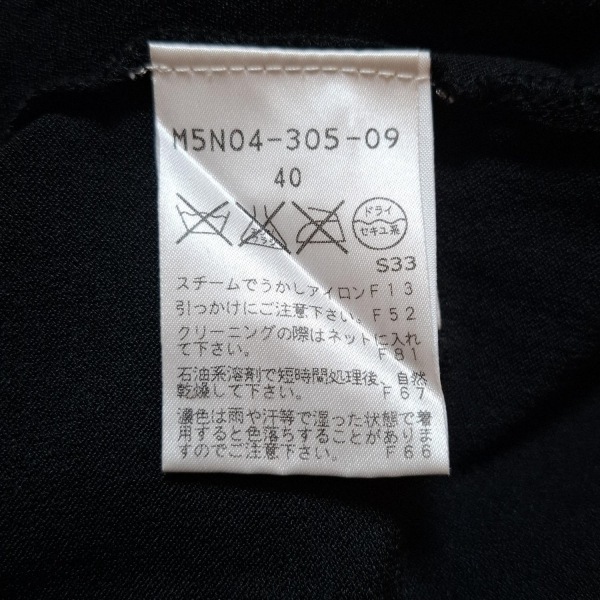 M5N04-305-09
40
エンソ
サラシ
ドライ
セキユ系
S33
スチームでうかしアイロンF13
引っかけにご注意下さい。F52
クリーニングの際はネットに入れ
て下さい。 F81
石油系溶剤で短時間処理後、自然
乾燥して下さい。 F67
濃色は雨や汗等で湿った状態で着
用すると色落ちすることがありま
すのでご注意下さい。 F66